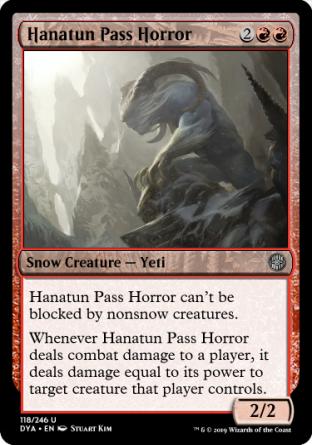 Hanatun Pass Horror 2
Snow Creature — Yeti
Hanatun Pass Horror can't be
blocked by nonsnow creatures.
Whenever Hanatun Pass Horror
deals combat damage to a player, it
deals damage equal to its power to
target creature that player controls.
2/2
118/246 U
DYA • EN Stuart Kim
™ & © 2019 Wizards of the Coast